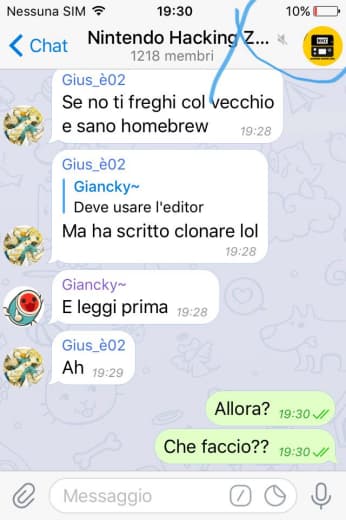 Nessuna SIM
19:30
10%
Chat
Nintendo Hacking Z...
1218 membri
Gius_è02
Se no ti freghi col vecchio
e sano homebrew
19:28
Gius_è02
Giancky~
Deve usare l'editor
Ma ha scritto clonare lol
19:28
Giancky~
E leggi prima
19:28
Gius_è02
Ah
19:29
Allora?
19:30
Che faccio??
19:30
Messaggio